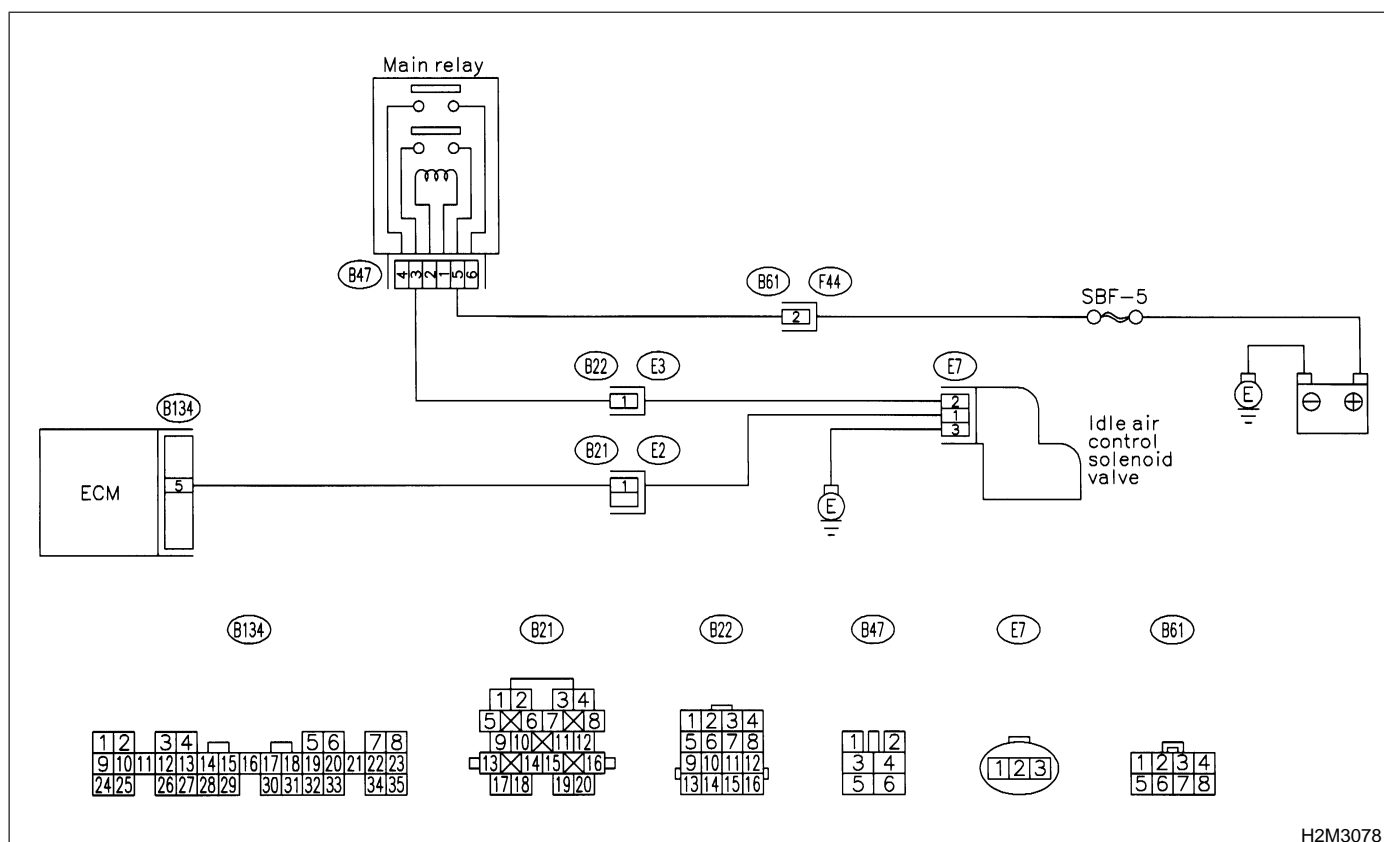 Main relay
B47
4 3 2 1 5 6
B61 F44
2
SBF-5
B22 E3
1
E7
2
1
3
E
⊖ ⊕
Idle air
control
solenoid
valve
B134
ECM
5
B21 E2
1
E
B134
1 2 3 4 5 6 7 8
9 10 11 12 13 14 15 16 17 18 19 20 21 22 23
24 25 26 27 28 29 30 31 32 33 34 35
B21
1 2 3 4
5 6 7 8
9 10 11 12
13 14 15 16
17 18 19 20
B22
1 2 3 4
5 6 7 8
9 10 11 12
13 14 15 16
B47
1 2
3 4
5 6
E7
1 2 3
B61
1 2 3 4
5 6 7 8
H2M3078